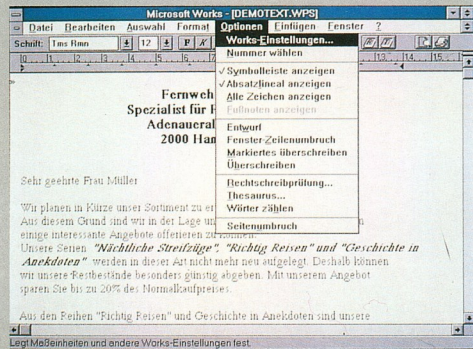 Microsoft Works - [DEMOTEXT.WPS]
Datei Bearbeiten Auswahl Format Optionen Einfügen Fenster ?
Schrift: Tms Rmn 12 F K
Works-Einstellungen...
Nummer wählen
Symbolleiste anzeigen
Absatzlineal anzeigen
Alle Zeichen anzeigen
Fußnoten anzeigen
Entwurf
Fenster-Zeilenumbruch
Markiertes überschreiben
Überschreiben
Rechtschreibprüfung...
Thesaurus...
Wörter zählen
Seitenumbruch
Fernweh
Spezialist für
Adenaueral
2000 Ham
Sehr geehrte Frau Müller
Wir planen in Kürze unser Sortiment zu er
Aus diesem Grund sind wir in der Lage un
einige interessante Angebote offerieren zu können.
Unsere Serien "Nächtliche Streifzüge", "Richtig Reisen" und "Geschichte in
Anekdoten" werden in dieser Art nicht mehr neu aufgelegt. Deshalb können
wir unsere Restbestände besonders günstig abgeben. Mit unserem Angebot
sparen Sie bis zu 20% des Normalkaufpreises.
Aus den Reihen "Richtig Reisen" und Geschichte in Anekdoten sind unsere
Legt Maßeinheiten und andere Works-Einstellungen fest.